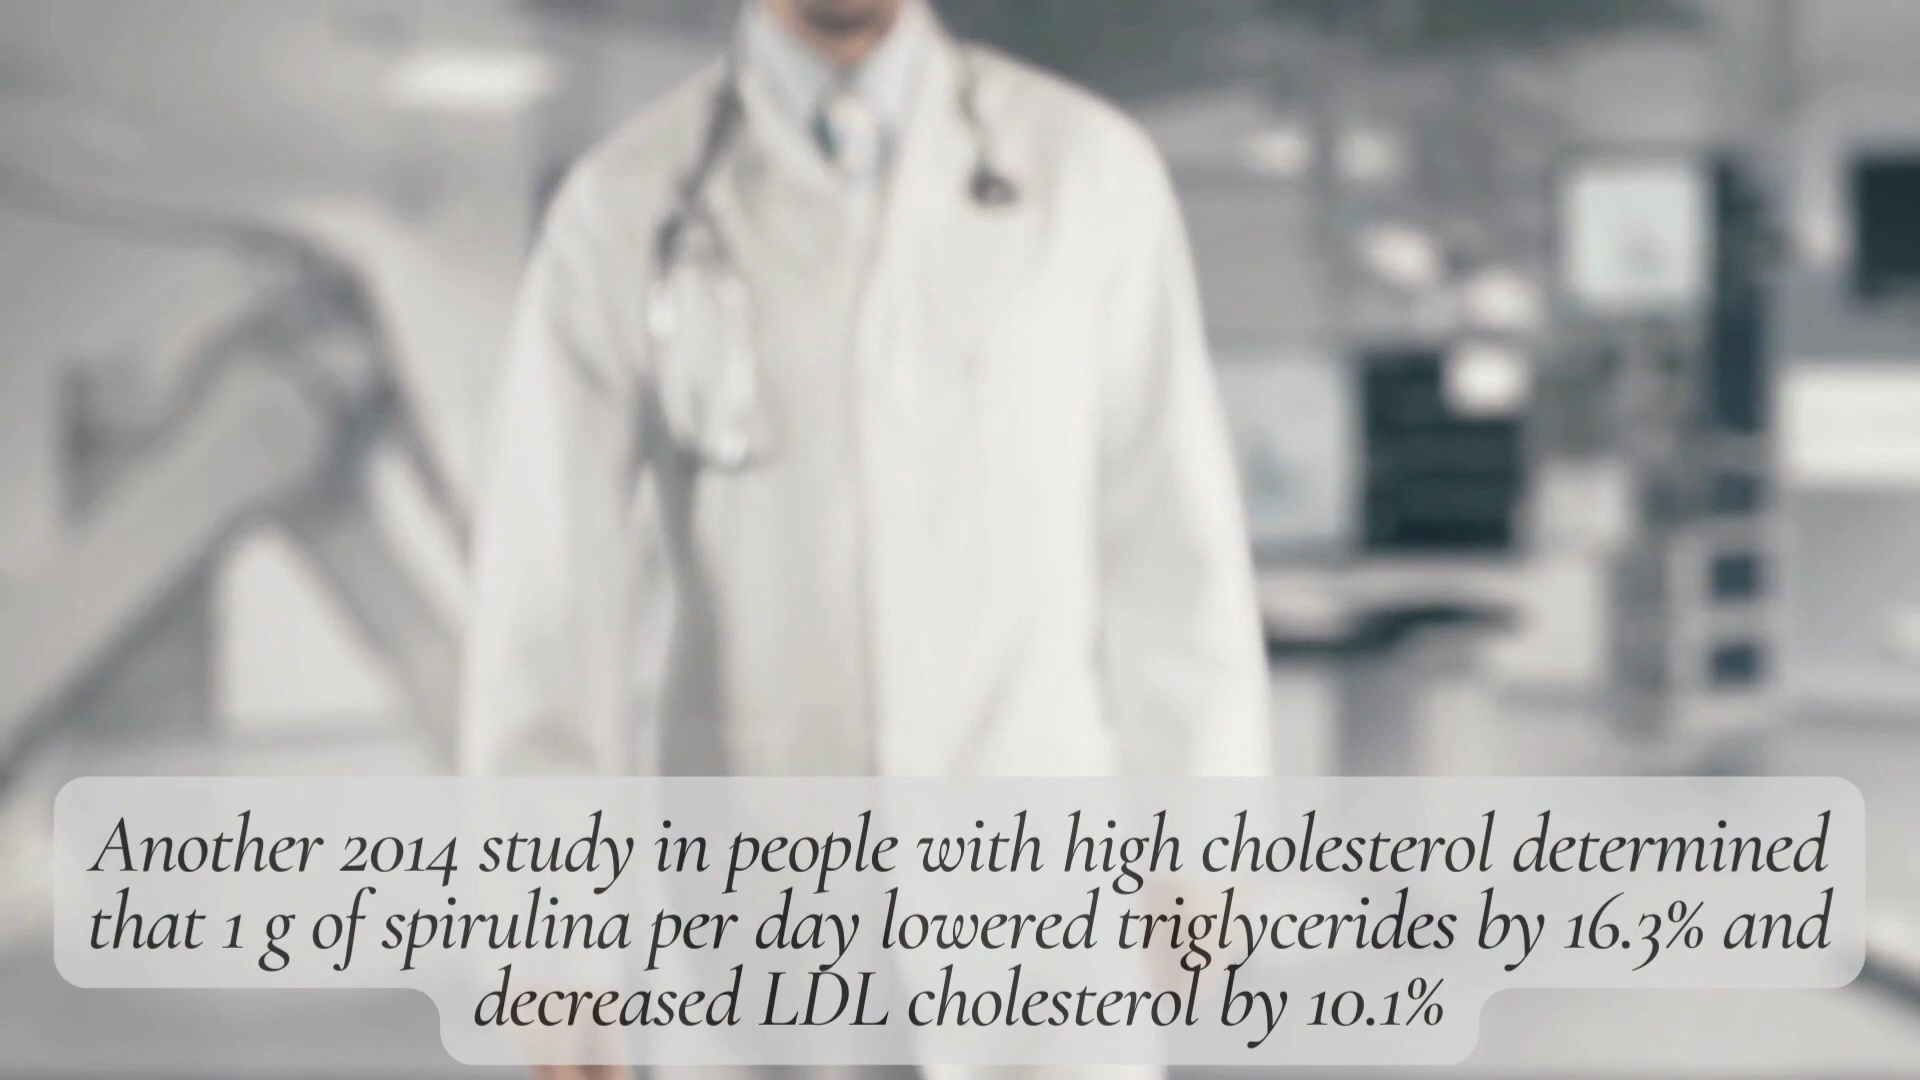 Another 2014 study in people with high cholesterol determined
that 1 g of spirulina per day lowered triglycerides by 16.3% and
decreased LDL cholesterol by 10.1%